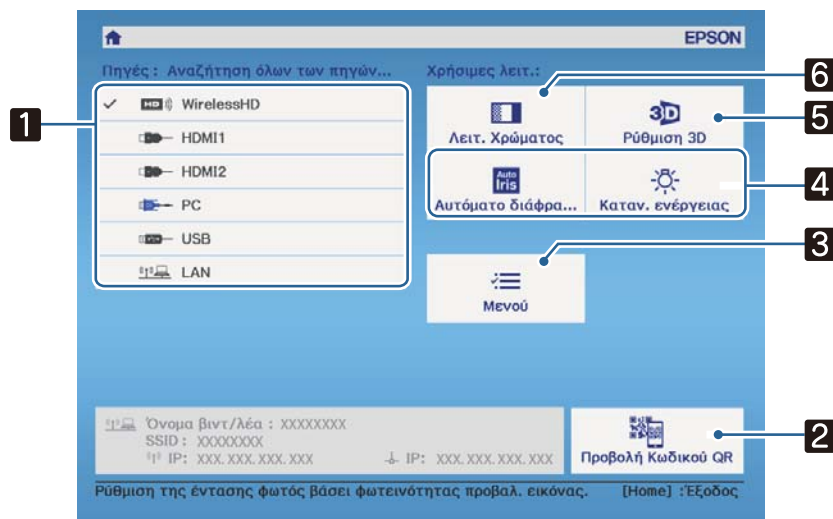 EPSON
Πηγές : Αναζήτηση όλων των πηγών...
Χρήσιμες λειτ.:
WirelessHD
HDMI1
HDMI2
PC
USB
LAN
Λειτ. Χρώματος
3D
Ρύθμιση 3D
Auto
Iris
Αυτόματο διάφρα...
Καταν. ενέργειας
Μενού
Όνομα βιντ/λέα : XXXXXXXX
SSID : XXXXXXXX
IP: XXX. XXX. XXX. XXX
IP: XXX. XXX. XXX. XXX
Προβολή Κωδικού QR
Ρύθμιση της έντασης φωτός βάσει φωτεινότητας προβαλ. εικόνας.
[Home] :Έξοδος
1
6
5
4
3
2